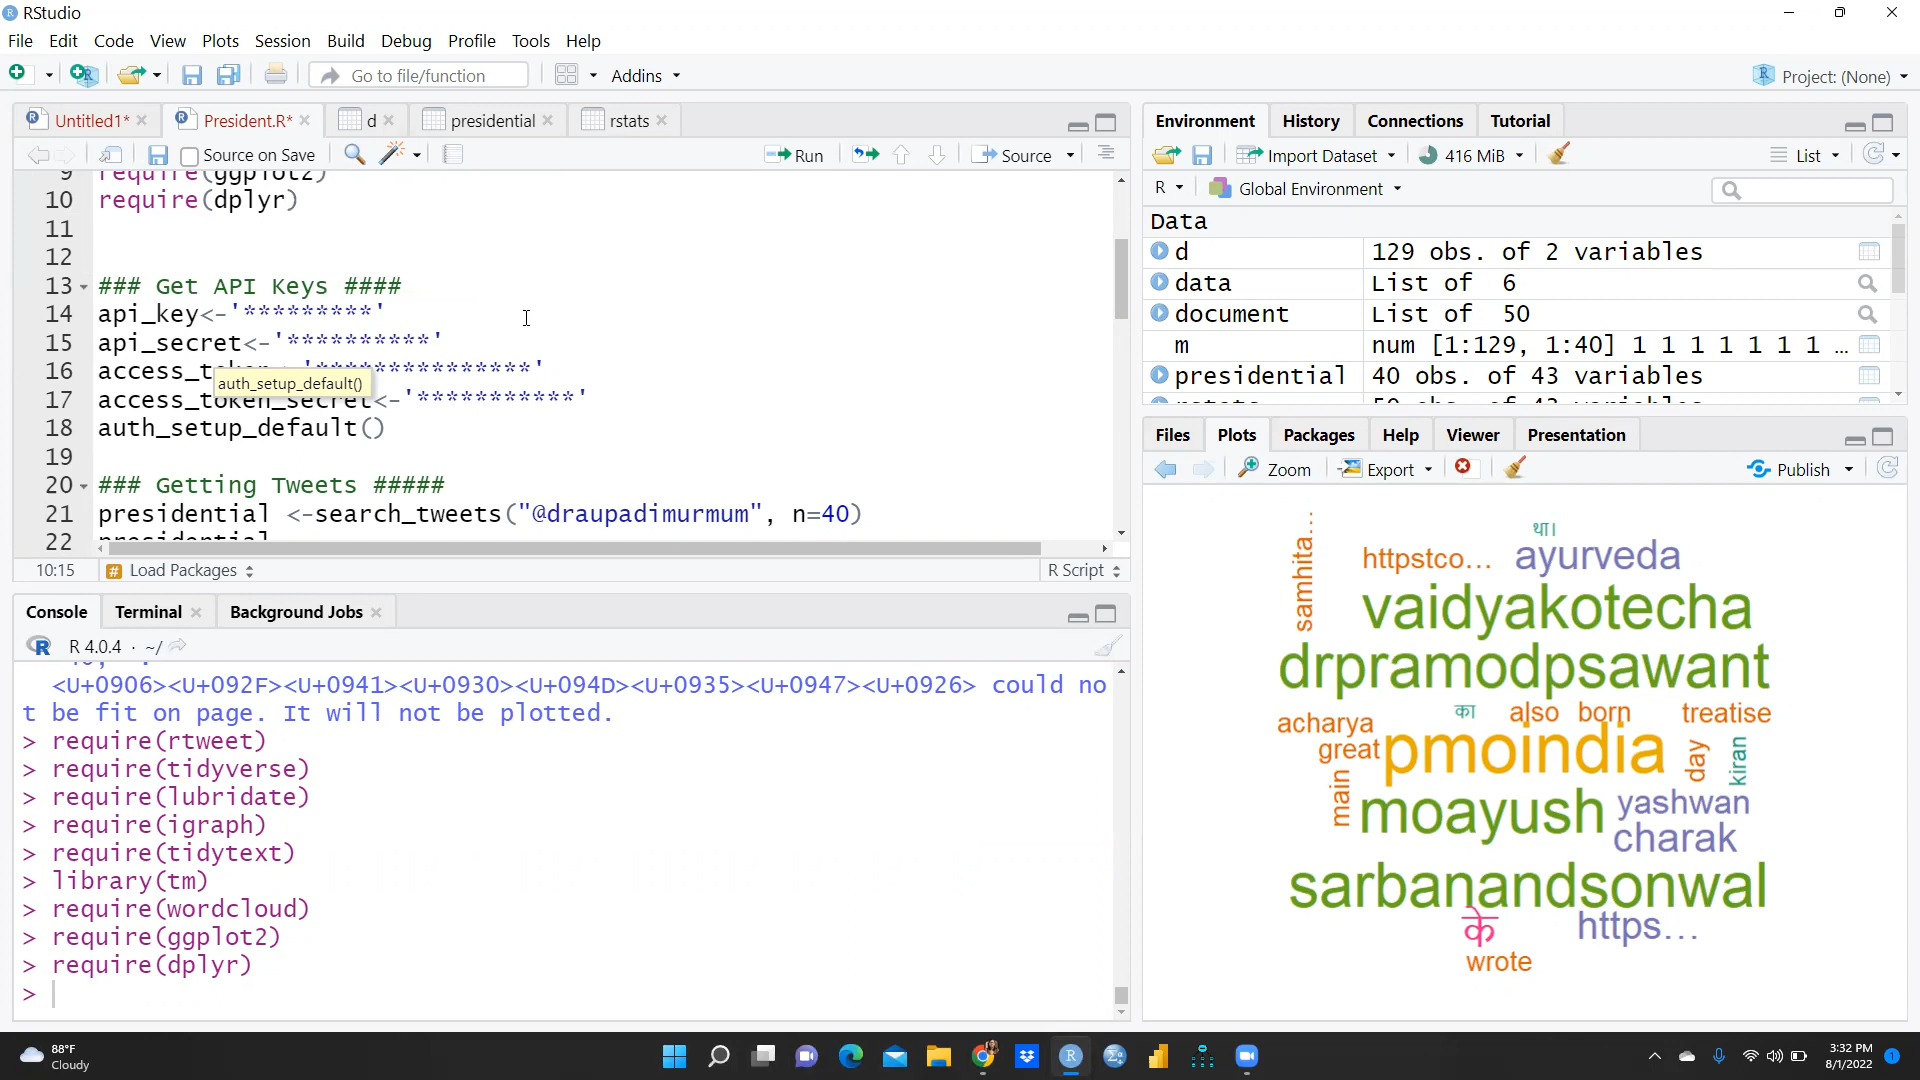 RStudio
File Edit Code View Plots Session Build Debug Profile Tools Help
Go to file/function Addins Project: (None)
Untitled1* President.R* d presidential rstats
Source on Save Run Source
9 require(ggplot2)
10 require(dplyr)
11
12
13 ### Get API Keys ####
14 api_key<-'*********'
15 api_secret<-'**********'
16 access_t '***************'
auth_setup_default()
17 access_token_secret<-'***********'
18 auth_setup_default()
19
20 ### Getting Tweets #####
21 presidential <-search_tweets("@draupadimurmum", n=40)
22 presidential
10:15 # Load Packages R Script
Console Terminal Background Jobs
R 4.0.4 · ~/
<U+0906><U+092F><U+0941><U+0930><U+094D><U+0935><U+0947><U+0926> could no
t be fit on page. It will not be plotted.
> require(rtweet)
> require(tidyverse)
> require(lubridate)
> require(igraph)
> require(tidytext)
> library(tm)
> require(wordcloud)
> require(ggplot2)
> require(dplyr)
>
Environment History Connections Tutorial
Import Dataset 416 MiB List
R Global Environment
Data
d 129 obs. of 2 variables
data List of 6
document List of 50
m num [1:129, 1:40] 1 1 1 1 1 1 1 ...
presidential 40 obs. of 43 variables
Files Plots Packages Help Viewer Presentation
Zoom Export Publish
था।
samhita…
httpstco… ayurveda
vaidyakotecha
drpramodpsawant
का also born treatise
acharya
great pmoindia day kiran
main moayush yashwan
charak
sarbanandsonwal
के https…
wrote
88°F
Cloudy
3:32 PM
8/1/2022
1